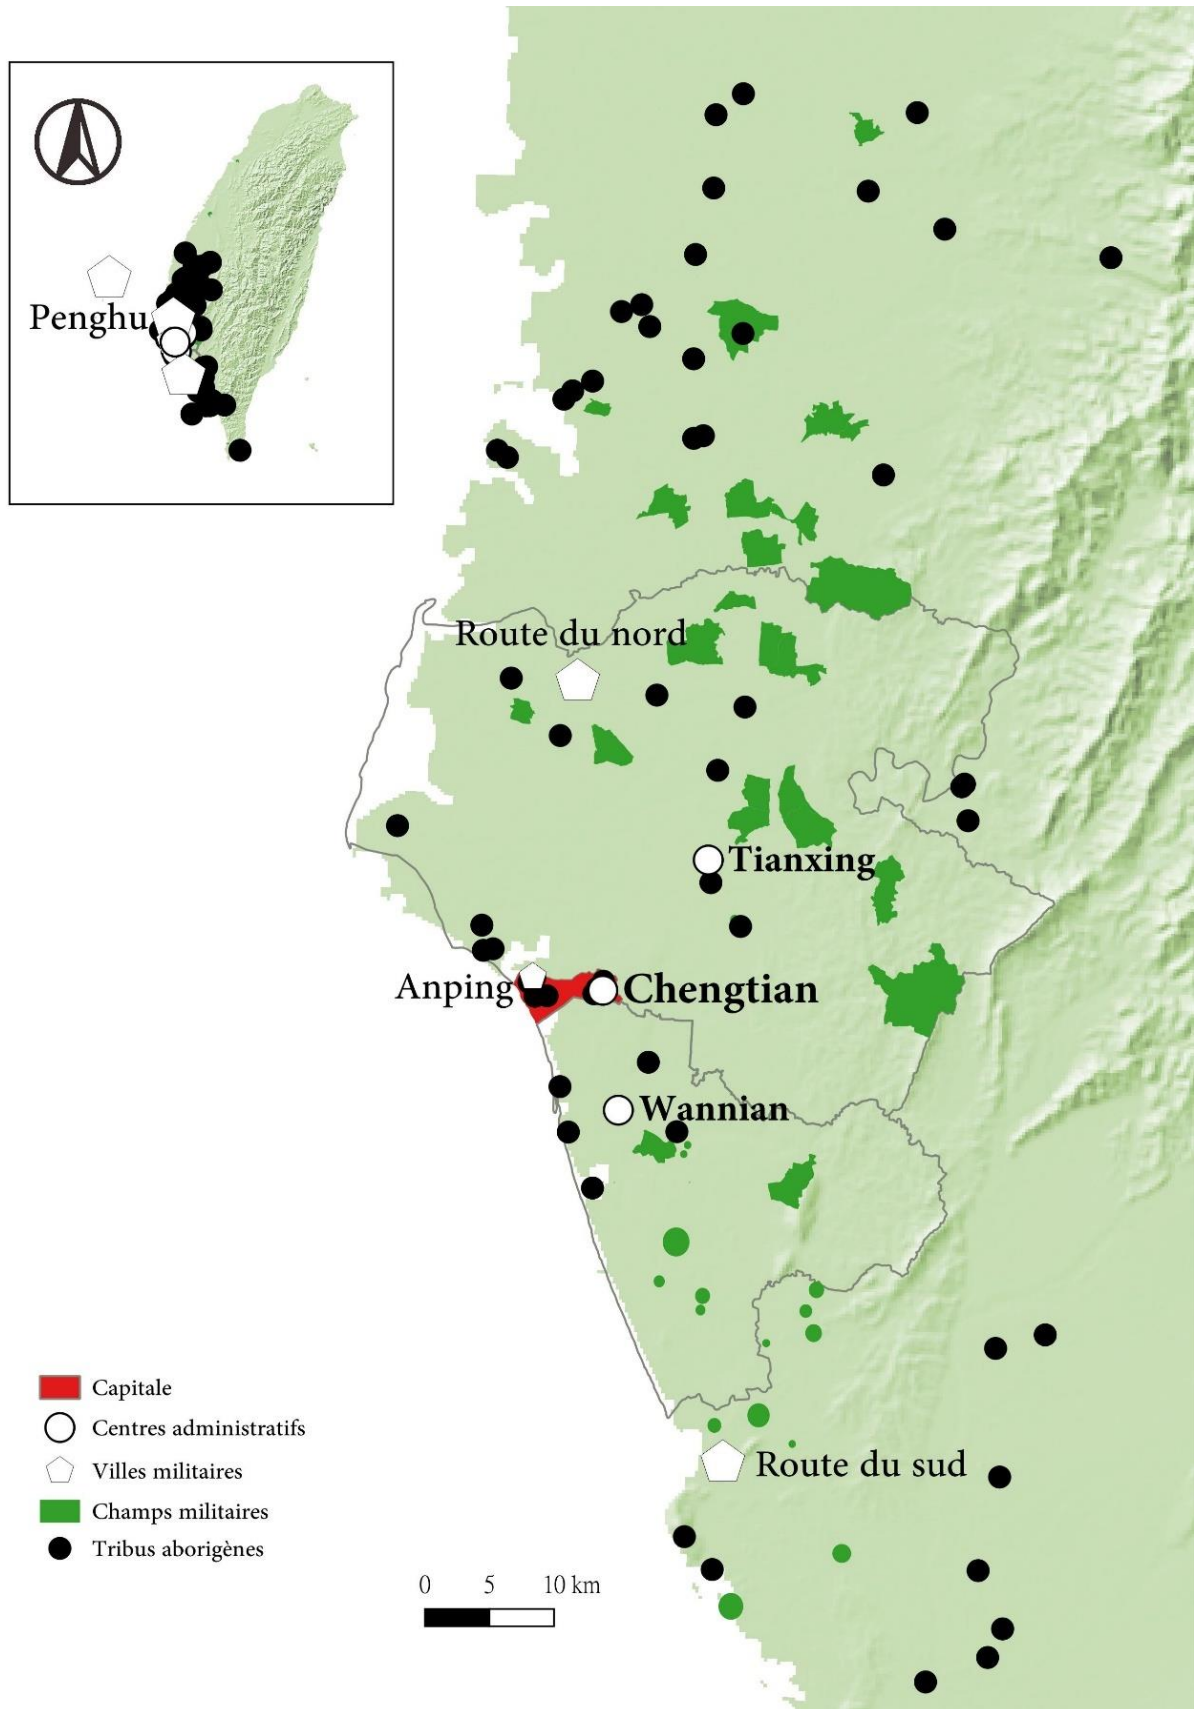 Penghu
Route du nord
Tianxing
Anping
Chengtian
Wannian
Route du sud
Capitale
Centres administratifs
Villes militaires
Champs militaires
Tribus aborigènes
0 5 10 km